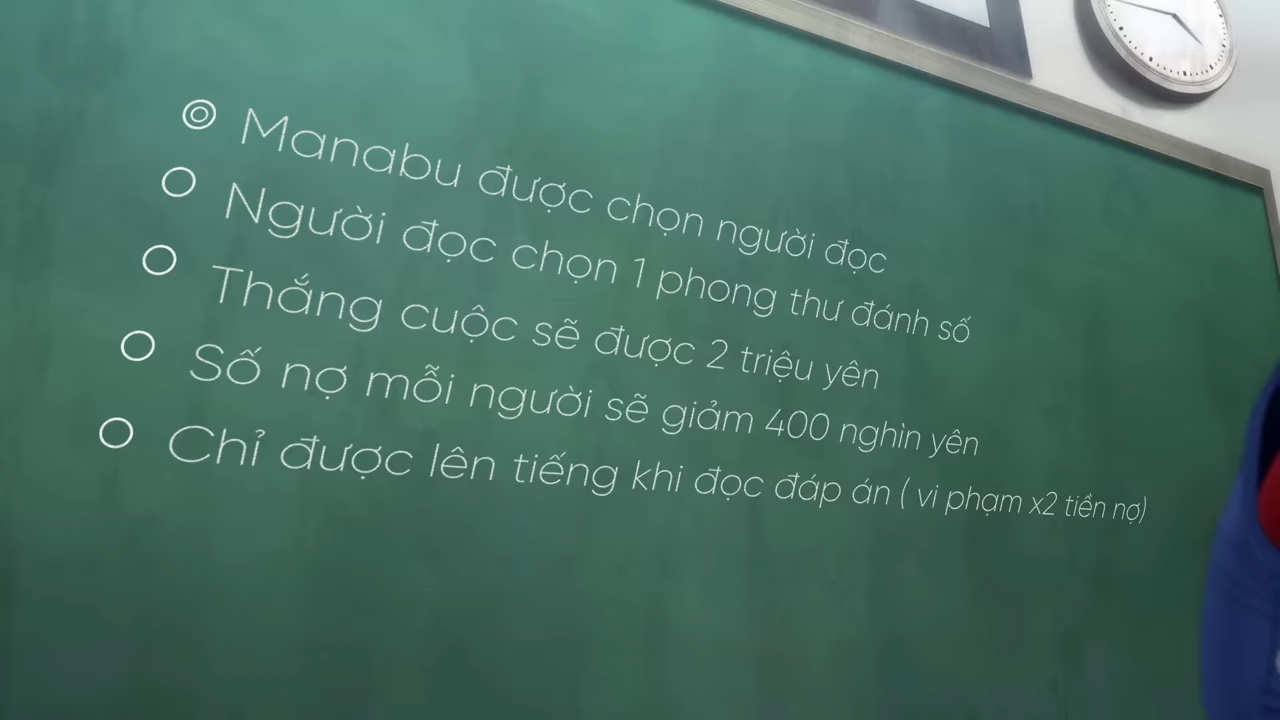 Manabu được chọn người đọc
Người đọc chọn 1 phong thư đánh số
Thắng cuộc sẽ được 2 triệu yên
Số nợ mỗi người sẽ giảm 400 nghìn yên
Chỉ được lên tiếng khi đọc đáp án ( vi phạm x2 tiền nợ)